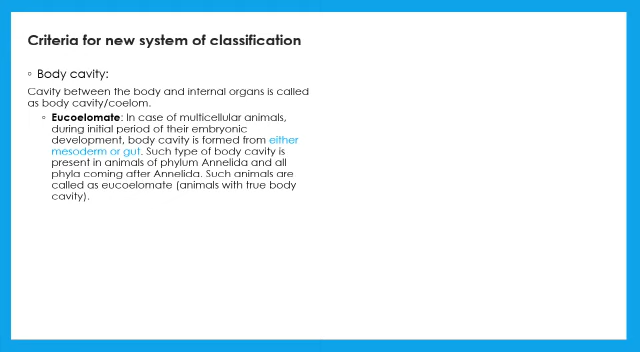 Criteria for new system of classification
◦ Body cavity:
Cavity between the body and internal organs is called
as body cavity/coelom.
◦ Eucoelomate: In case of multicellular animals,
during initial period of their embryonic
development, body cavity is formed from either
mesoderm or gut. Such type of body cavity is
present in animals of phylum Annelida and all
phyla coming after Annelida. Such animals are
called as eucoelomate (animals with true body
cavity).